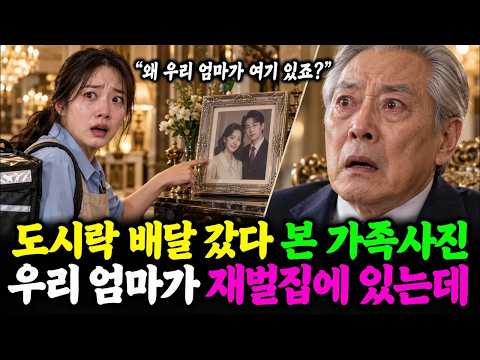 “왜 우리 엄마가 여기 있죠?”
도시락 배달 갔다 본 가족사진
우리 엄마가 재벌집에 있는데